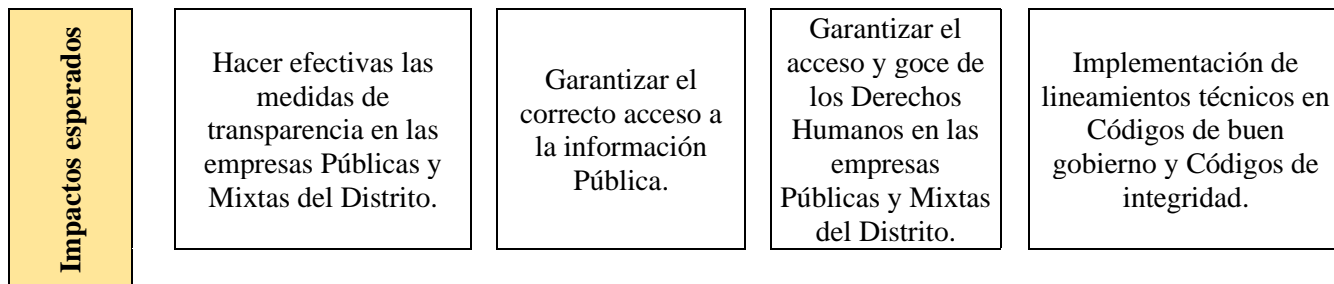 Impactos esperados
Hacer efectivas las
medidas de
transparencia en las
empresas Públicas y
Mixtas del Distrito.
Garantizar el
correcto acceso a
la información
Pública.
Garantizar el
acceso y goce de
los Derechos
Humanos en las
empresas
Públicas y Mixtas
del Distrito.
Implementación de
lineamientos técnicos en
Códigos de buen
gobierno y Códigos de
integridad.